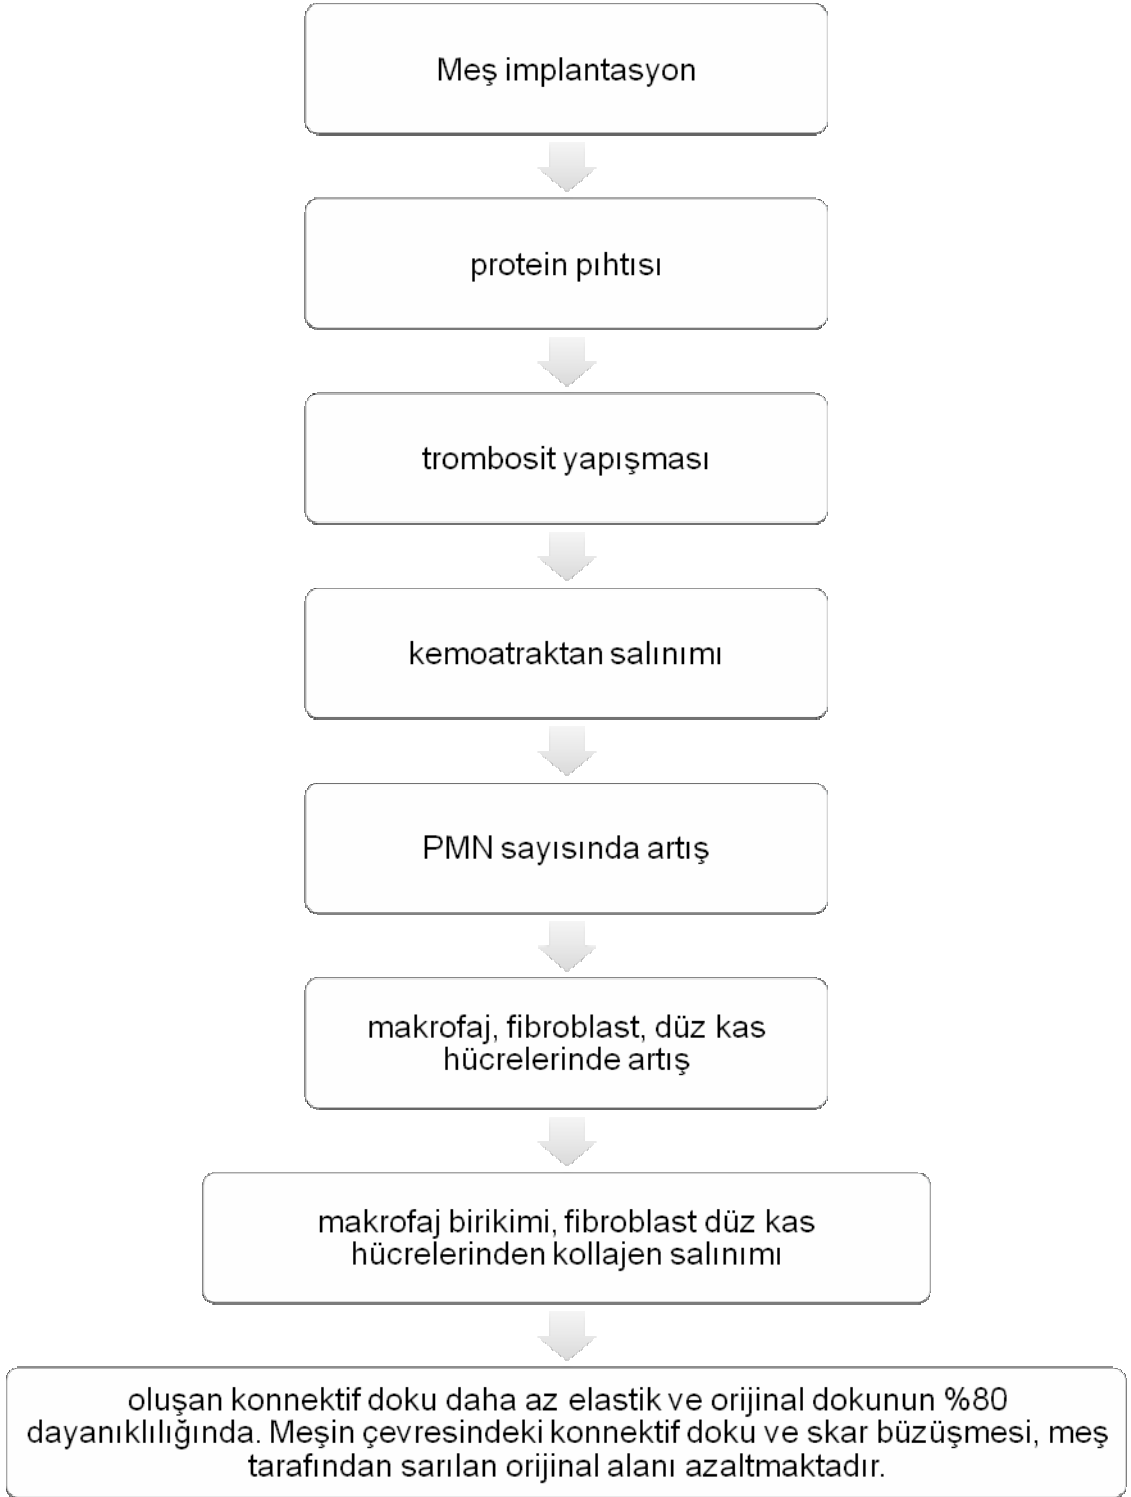 Meş implantasyon
protein pıhtısı
trombosit yapışması
kemoatraktan salınımı
PMN sayısında artış
makrofaj, fibroblast, düz kas
hücrelerinde artış
makrofaj birikimi, fibroblast düz kas
hücrelerinden kollajen salınımı
oluşan konnektif doku daha az elastik ve orijinal dokunun %80
dayanıklılığında. Meşin çevresindeki konnektif doku ve skar büzüşmesi, meş
tarafından sarılan orijinal alanı azaltmaktadır.